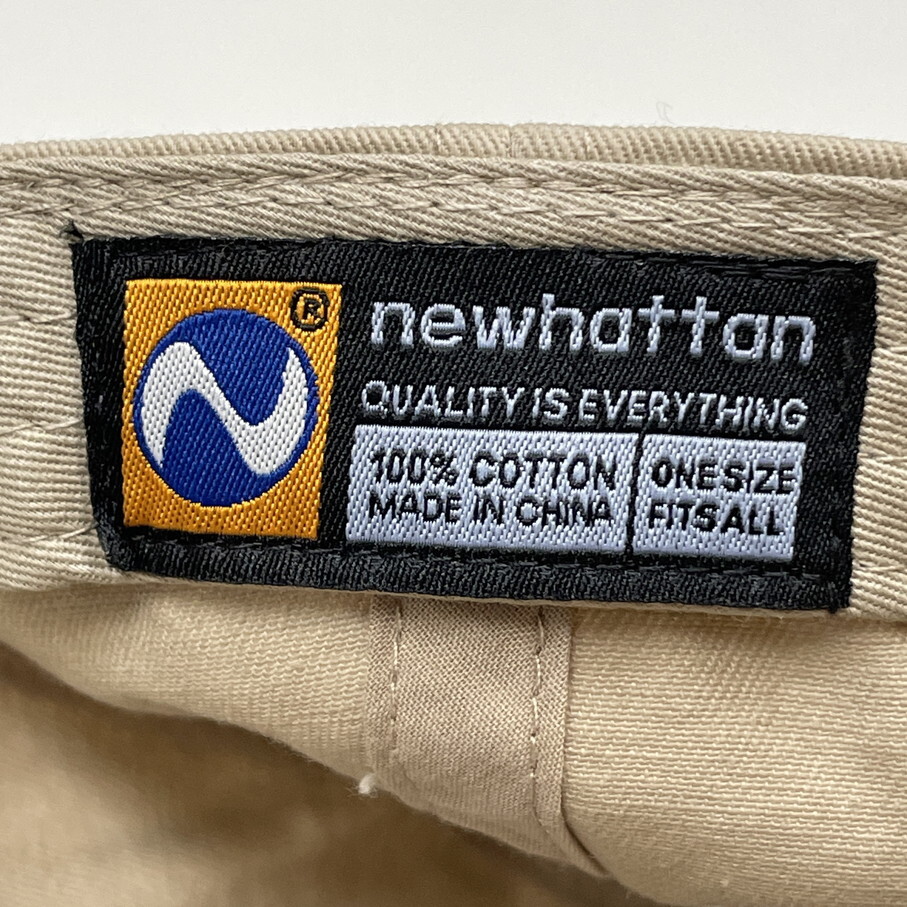 ®
newhattan
QUALITY IS EVERYTHING
100% COTTON
MADE IN CHINA
ONE SIZE
FITS ALL